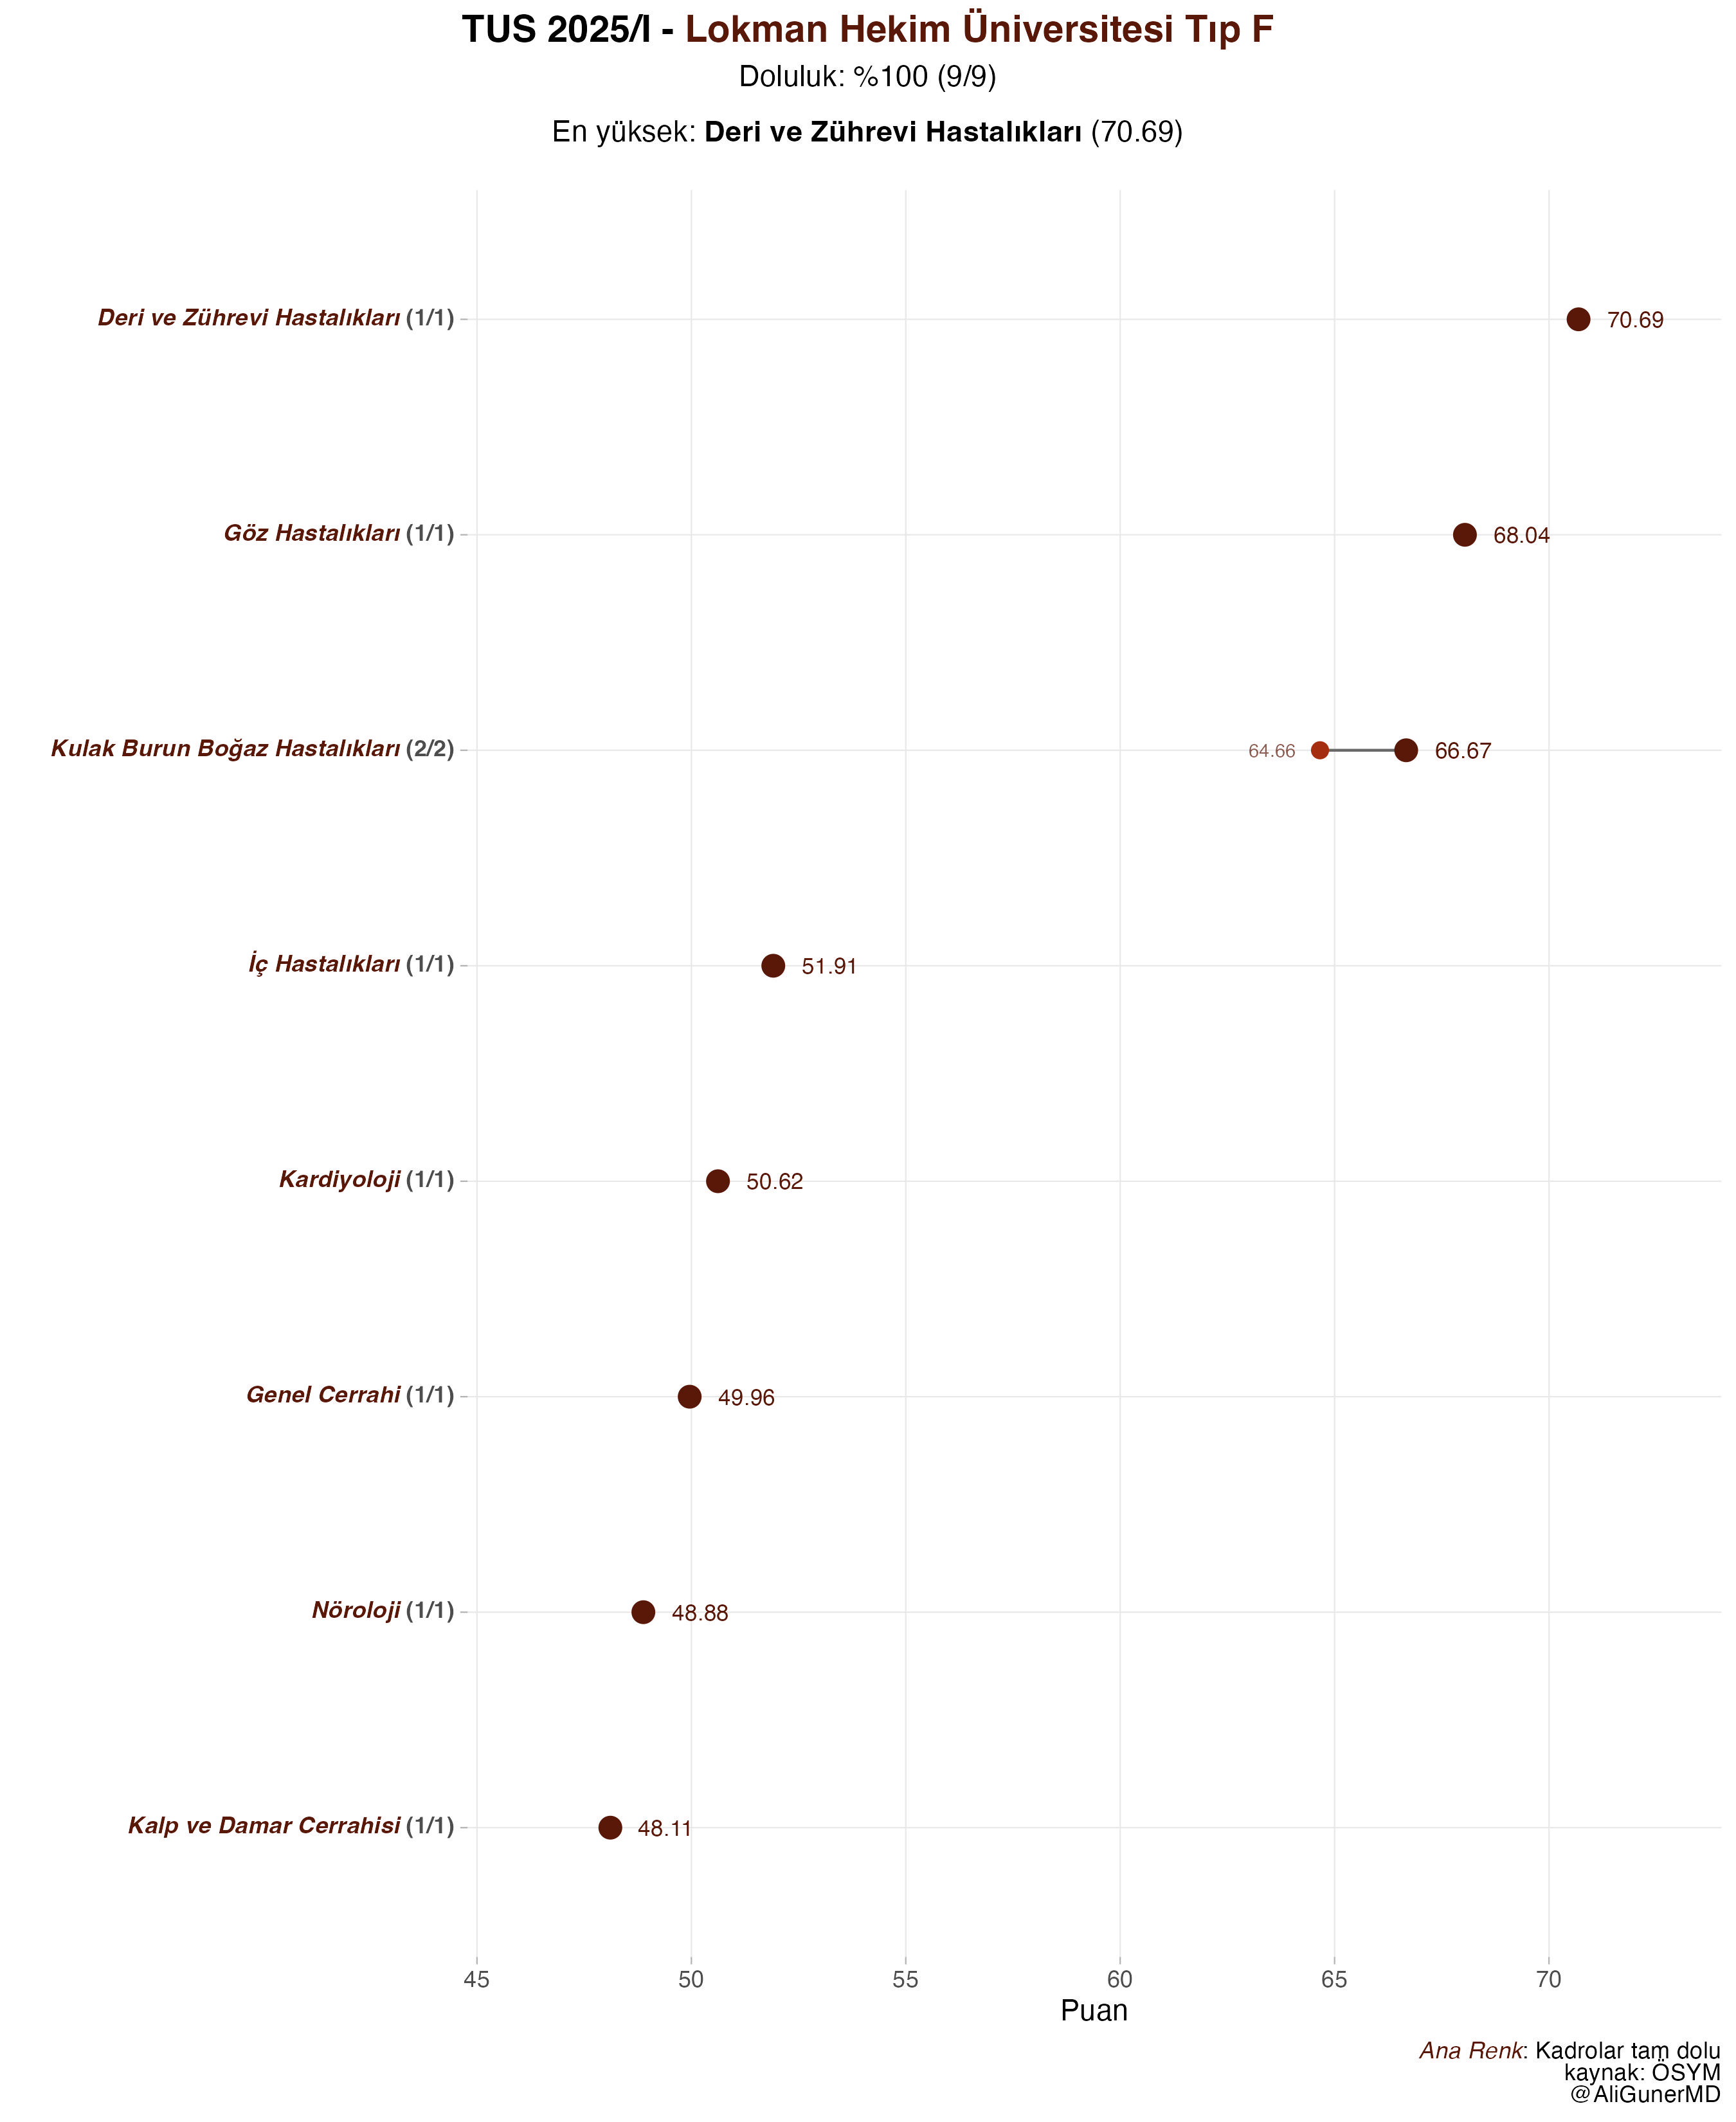 TUS 2025/I - Lokman Hekim Üniversitesi Tıp F
Doluluk: %100 (9/9)
En yüksek: Deri ve Zührevi Hastalıkları (70.69)
Deri ve Zührevi Hastalıkları (1/1) 70.69
Göz Hastalıkları (1/1) 68.04
Kulak Burun Boğaz Hastalıkları (2/2) 64.66 66.67
İç Hastalıkları (1/1) 51.91
Kardiyoloji (1/1) 50.62
Genel Cerrahi (1/1) 49.96
Nöroloji (1/1) 48.88
Kalp ve Damar Cerrahisi (1/1) 48.11
45 50 55 60 65 70
Puan
Ana Renk: Kadrolar tam dolu
kaynak: ÖSYM
@AliGunerMD